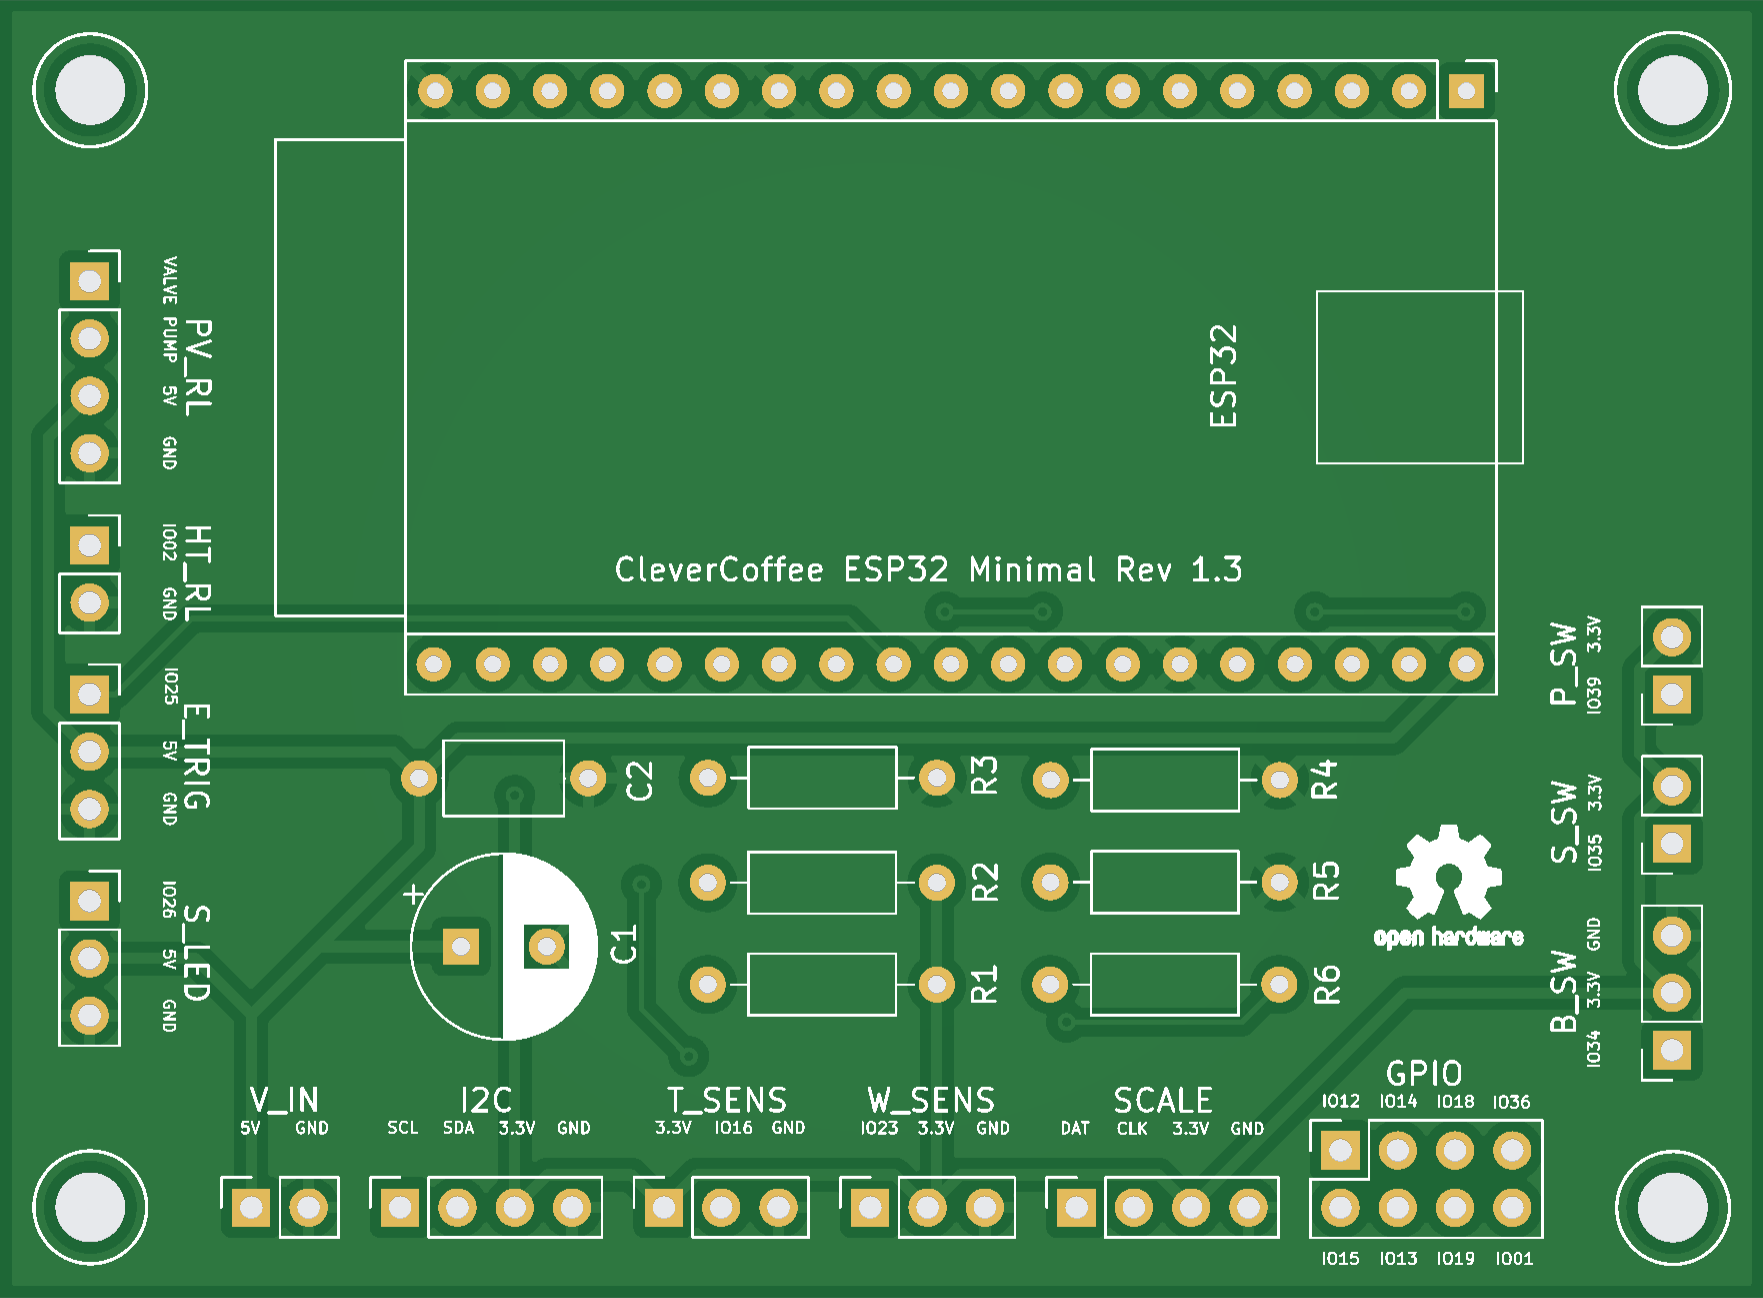 VALVE PUMP 5V GND
PV_RL
ESP32
IO02 GND
HT_RL
CleverCoffee ESP32 Minimal Rev 1.3
IO25 5V GND
E_TRIG
P_SW
IO39 3.3V
C2
R3
R4
S_SW
IO35 3.3V
IO26 5V GND
S_LED
+
C1
R2
R5
open hardware
R1
R6
B_SW
IO34 3.3V GND
V_IN
5V GND
I2C
SCL SDA 3.3V GND
T_SENS
3.3V IO16 GND
W_SENS
IO23 3.3V GND
SCALE
DAT CLK 3.3V GND
GPIO
IO12 IO14 IO18 IO36
IO15 IO13 IO19 IO01